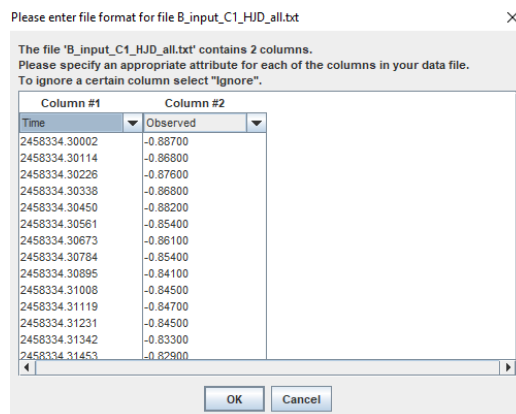 Please enter file format for file B_input_C1_HJD_all.txt
The file 'B_input_C1_HJD_all.txt' contains 2 columns.
Please specify an appropriate attribute for each of the columns in your data file.
To ignore a certain column select "Ignore".
Column #1 Column #2
Time Observed
2458334.30002 -0.88700
2458334.30114 -0.86800
2458334.30226 -0.87600
2458334.30338 -0.86800
2458334.30450 -0.88200
2458334.30561 -0.85400
2458334.30673 -0.86100
2458334.30784 -0.85400
2458334.30895 -0.84100
2458334.31008 -0.84500
2458334.31119 -0.84700
2458334.31231 -0.84500
2458334.31342 -0.83300
2458334.31453 -0.82900
OK Cancel